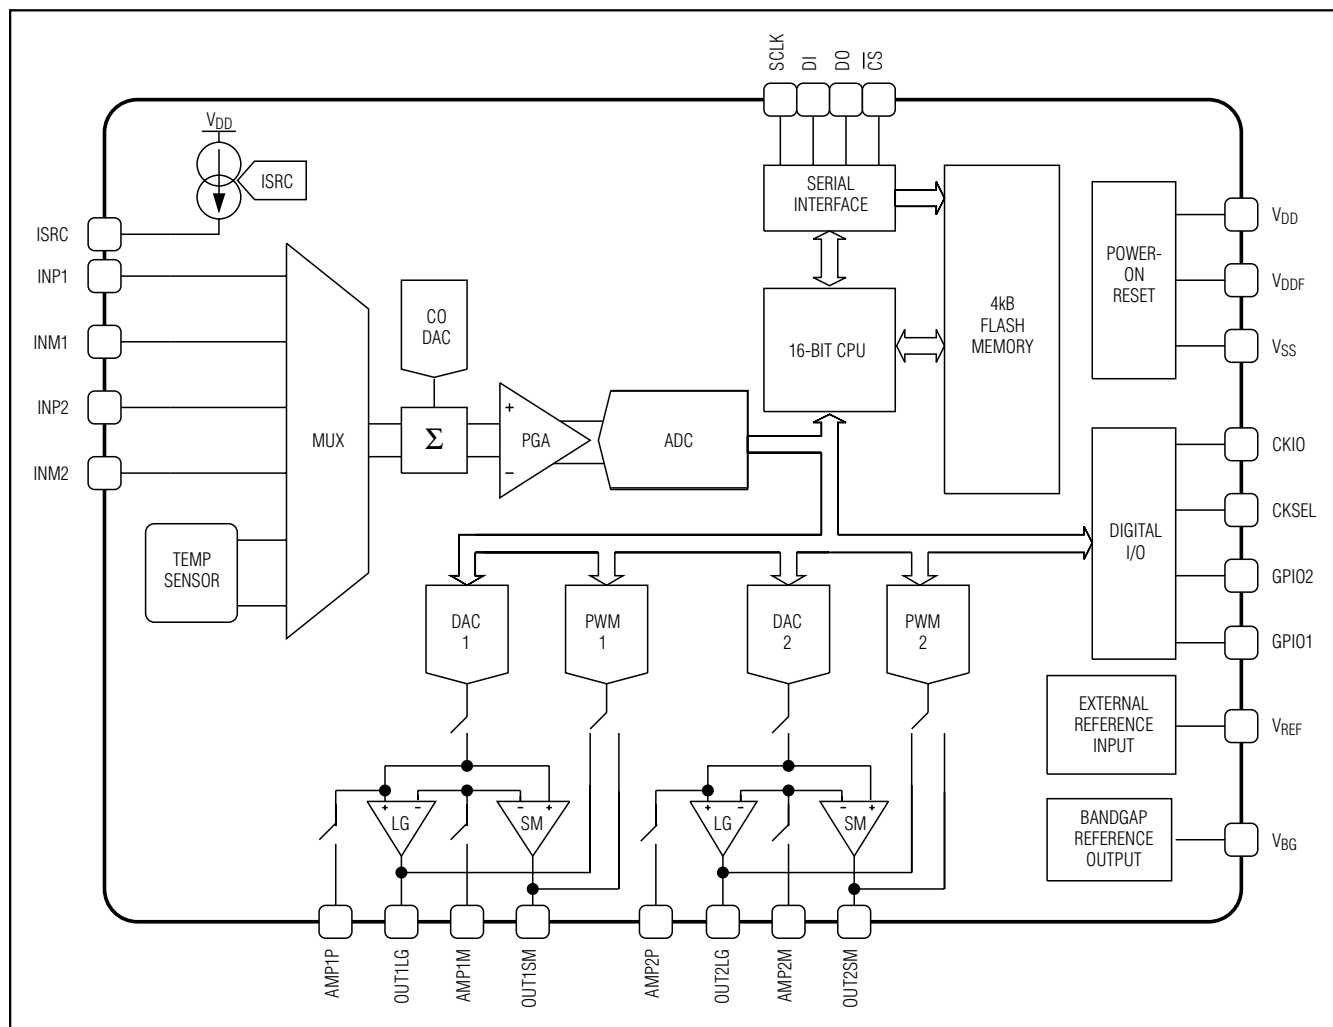 SCLK
DI
DO
CS
VDD
ISRC
ISRC
INP1
INM1
INP2
INM2
MUX
TEMP
SENSOR
CO
DAC
Σ
+
−
PGA
ADC
SERIAL
INTERFACE
16-BIT CPU
4kB
FLASH
MEMORY
POWER-
ON
RESET
VDD
VDDF
VSS
DIGITAL
I/O
CKIO
CKSEL
GPIO2
GPIO1
EXTERNAL
REFERENCE
INPUT
VREF
BANDGAP
REFERENCE
OUTPUT
VBG
DAC
1
PWM
1
DAC
2
PWM
2
+ −
LG
− +
SM
+ −
LG
− +
SM
AMP1P
OUT1LG
AMP1M
OUT1SM
AMP2P
OUT2LG
AMP2M
OUT2SM